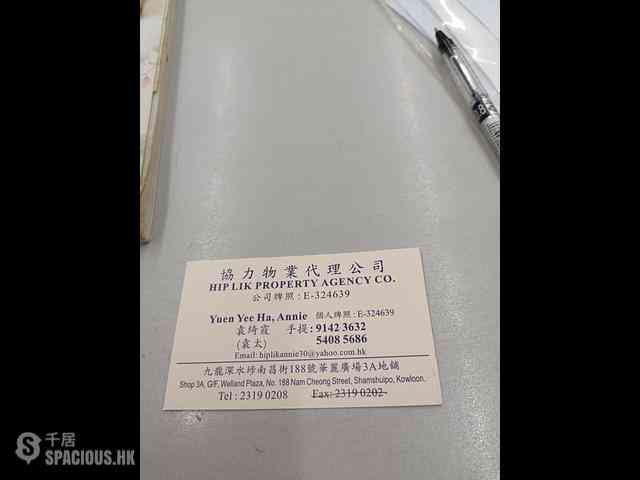 協力物業代理公司
HIP LIK PROPERTY AGENCY CO.
公司牌照 : E-324639
Yuen Yee Ha, Annie 個人牌照 : E-324639
袁綺霞 手提 : 9142 3632
(袁太) 5408 5686
Email: hiplikannie30@yahoo.com.hk
九龍深水埗南昌街188號華麗廣場3A地舖
Shop 3A, G/F, Welland Plaza, No. 188 Nam Cheong Street, Shamshuipo, Kowloon.
Tel : 2319 0208 Fax: 2319 0202
千居
SPACIOUS.HK